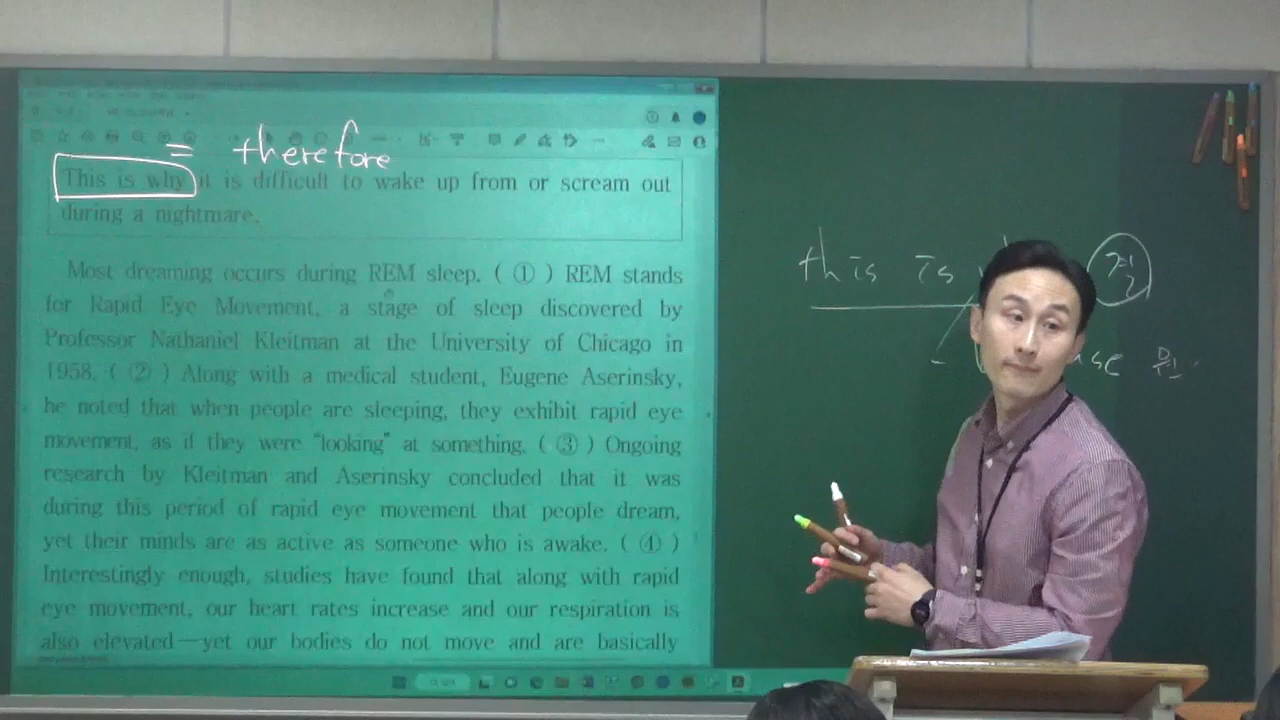 = therefore
This is why it is difficult to wake up from or scream out
during a nightmare.
Most dreaming occurs during REM sleep. ( ① ) REM stands
for Rapid Eye Movement, a stage of sleep discovered by
Professor Nathaniel Kleitman at the University of Chicago in
1958. ( ② ) Along with a medical student, Eugene Aserinsky,
he noted that when people are sleeping, they exhibit rapid eye
movement, as if they were “looking” at something. ( ③ ) Ongoing
research by Kleitman and Aserinsky concluded that it was
during this period of rapid eye movement that people dream,
yet their minds are as active as someone who is awake. ( ④ )
Interestingly enough, studies have found that along with rapid
eye movement, our heart rates increase and our respiration is
also elevated—yet our bodies do not move and are basically
this is